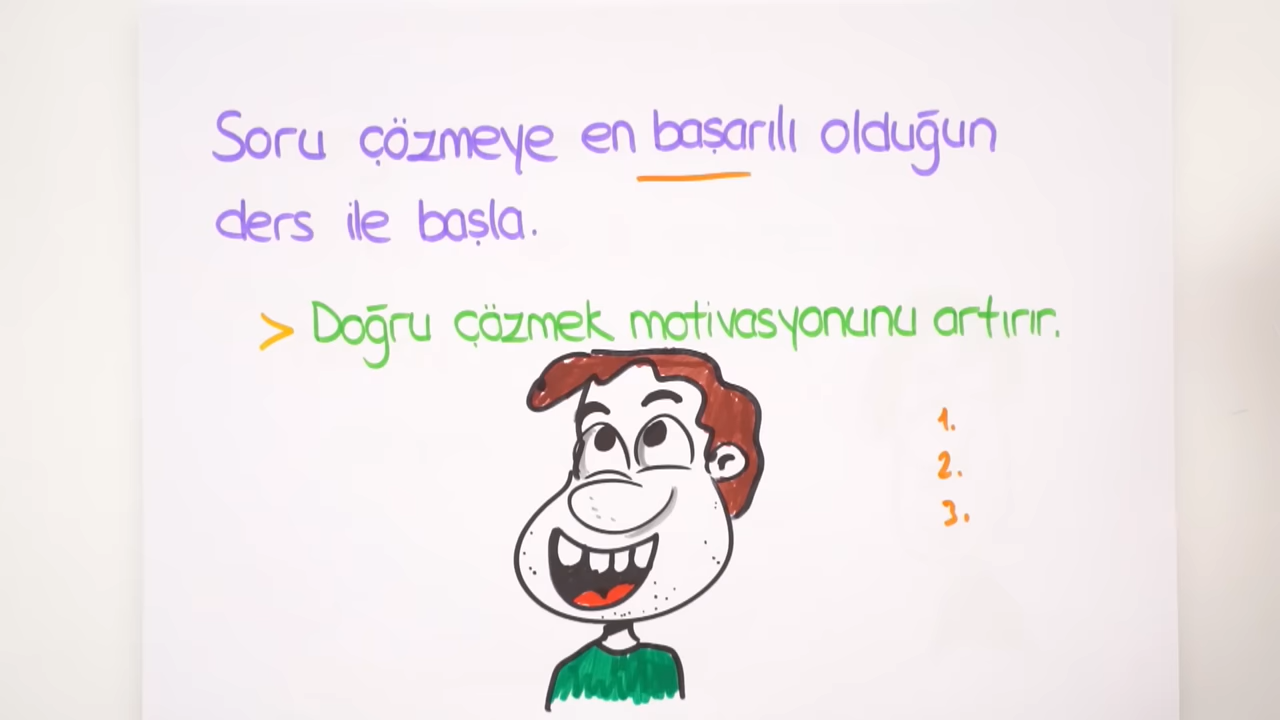 Soru çözmeye en başarılı olduğun
ders ile başla.
> Doğru çözmek motivasyonunu artırır.
1.
2.
3.